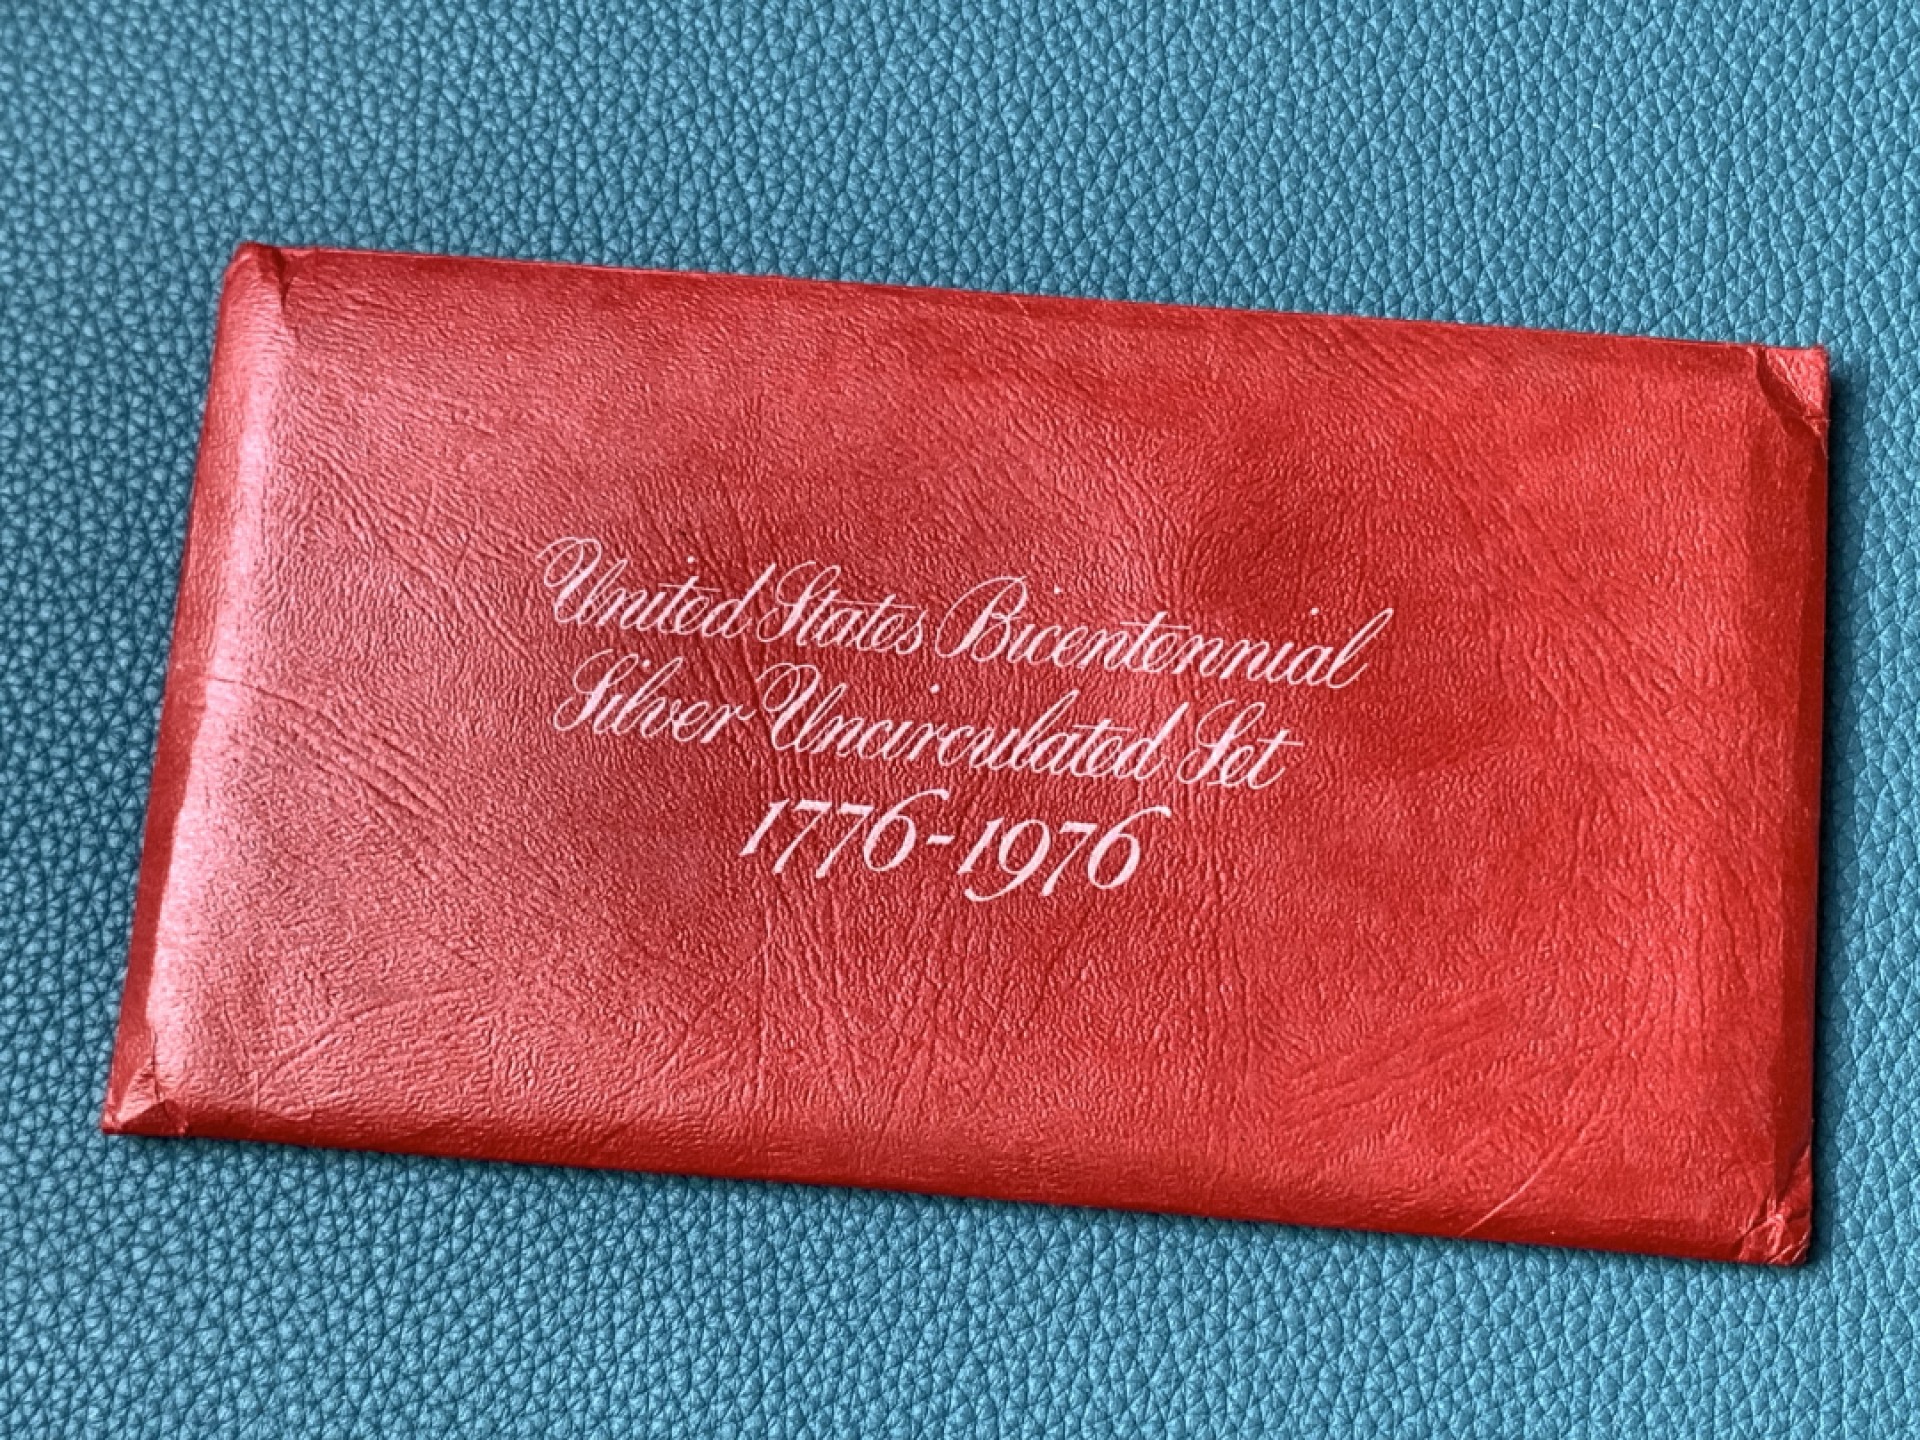 United States Bicentennial
Silver Uncirculated Set
1776-1976